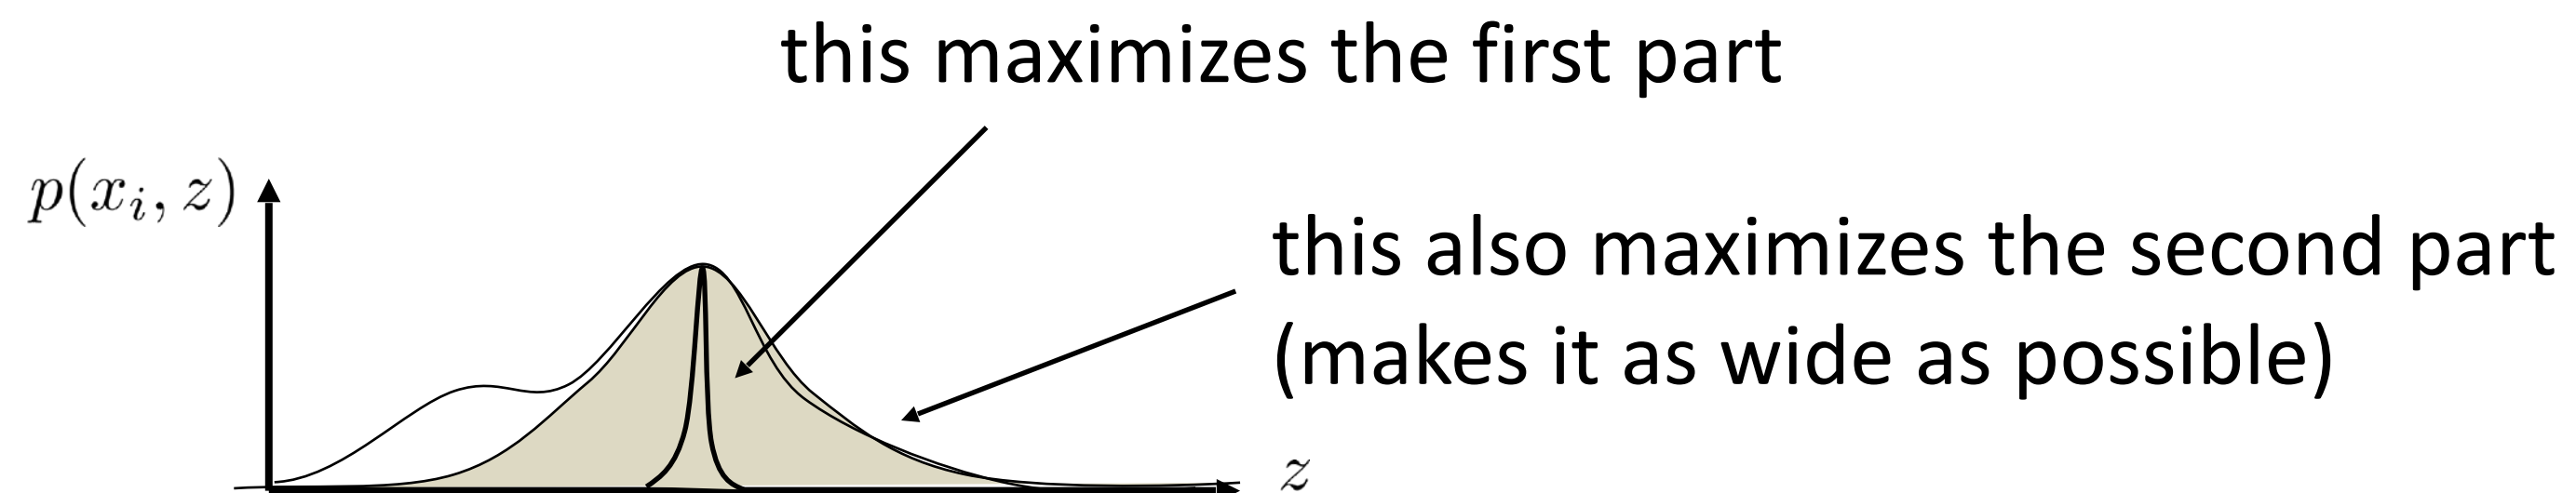 this maximizes the first part
p(x_i, z)
this also maximizes the second part
(makes it as wide as possible)
z